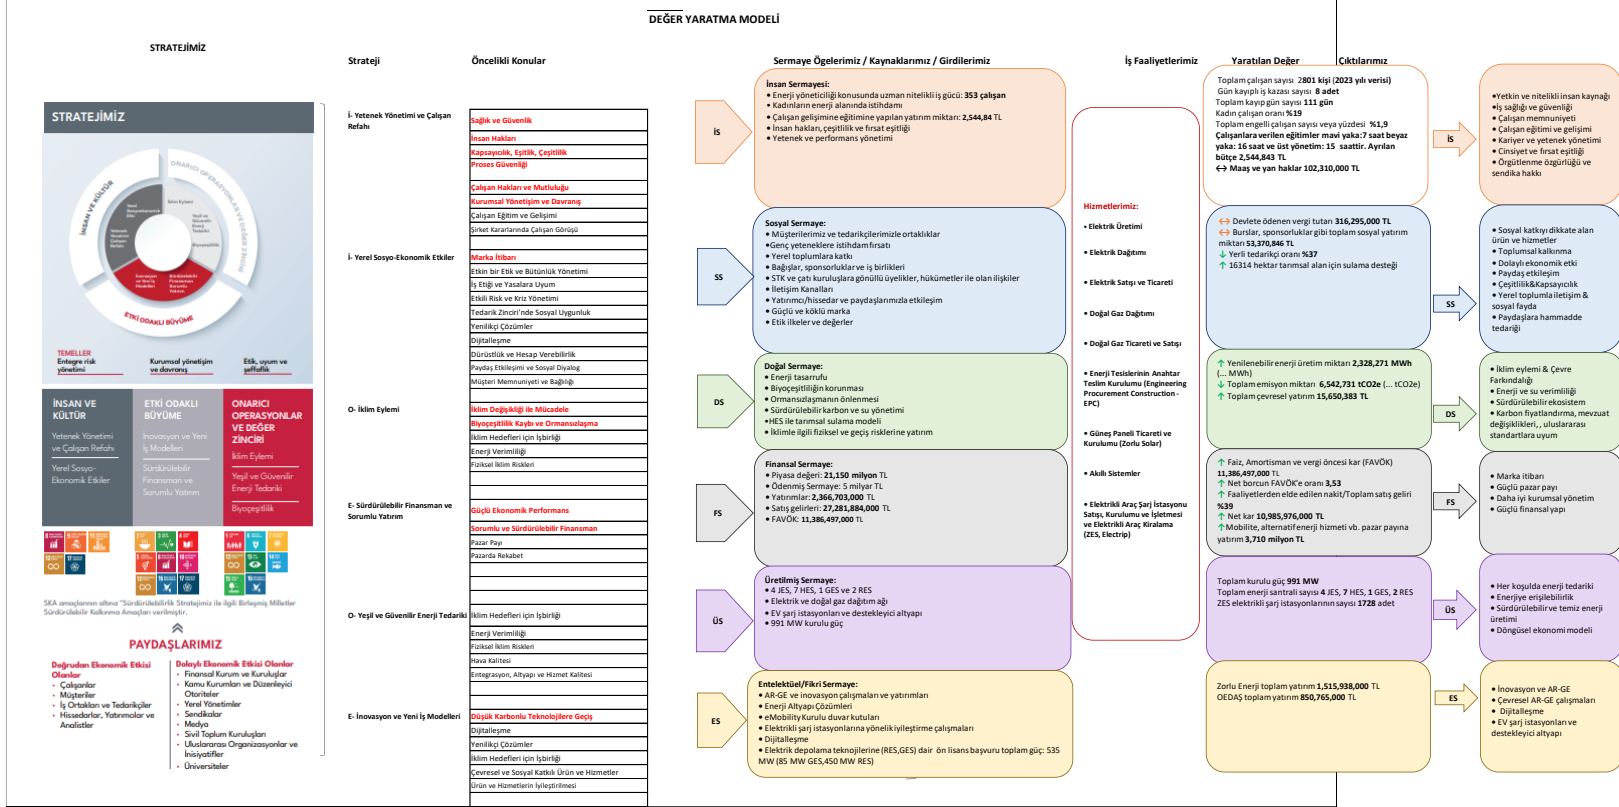 DEĞER YARATMA MODELİ
STRATEJİMİZ
Strateji
Öncelikli Konular
Sermaye Ögelerimiz / Kaynaklarımız / Girdilerimiz
İş Faaliyetlerimiz
Yaratılan Değer
Çıktılarımız
STRATEJİMİZ
İNSAN VE KÜLTÜR
ONARICI OPERASYONLAR VE DEĞER ZİNCİRİ
ETKİ ODAKLI BÜYÜME
Yerel
Sosyoekonomik
Etki
İklim Eylemi
Yeşil ve
Güvenilir
Enerji
Tedariki
Biyoçeşitlilik
Yetenek
Yönetimi ve
Çalışan
Refahı
İnovasyon
ve Yeni İş
Modelleri
Sürdürülebilir
Finansman
Sorumlu
Yatırım
TEMELLER
Entegre risk
yönetimi
Kurumsal yönetişim
ve davranış
Etik, uyum ve
şeffaflık
İNSAN VE
KÜLTÜR
Yetenek Yönetimi
ve Çalışan Refahı
Yerel Sosyo-
Ekonomik Etkiler
ETKİ ODAKLI
BÜYÜME
İnovasyon ve Yeni
İş Modelleri
Sürdürülebilir
Finansman ve
Sorumlu Yatırım
ONARICI
OPERASYONLAR
VE DEĞER
ZİNCİRİ
İklim Eylemi
Yeşil ve Güvenilir
Enerji Tedariki
Biyoçeşitlilik
SKA amaçlarının altına "Sürdürülebilirlik Stratejimiz ile ilgili Birleşmiş Milletler
Sürdürülebilir Kalkınma Amaçları verilmiştir.
PAYDAŞLARIMIZ
Doğrudan Ekonomik Etkisi
Olanlar
• Çalışanlar
• Müşteriler
• İş Ortakları ve Tedarikçiler
• Hissedarlar, Yatırımcılar ve
Analistler
Dolaylı Ekonomik Etkisi Olanlar
• Finansal Kurum ve Kuruluşlar
• Kamu Kurumları ve Düzenleyici
Otoriteler
• Yerel Yönetimler
• Sendikalar
• Medya
• Sivil Toplum Kuruluşları
• Uluslararası Organizasyonlar ve
İnisiyatifler
• Üniversiteler
İ- Yetenek Yönetimi ve Çalışan
Refahı
Sağlık ve Güvenlik
İnsan Hakları
Kapsayıcılık, Eşitlik, Çeşitlilik
Proses Güvenliği
Çalışan Hakları ve Mutluluğu
Kurumsal Yönetişim ve Davranış
Çalışan Eğitim ve Gelişimi
Şirket Kararlarında Çalışan Görüşü
İ- Yerel Sosyo-Ekonomik Etkiler
Marka İtibarı
Etkin bir Etik ve Bütünlük Yönetimi
İş Etiği ve Yasalara Uyum
Etkili Risk ve Kriz Yönetimi
Tedarik Zinciri'nde Sosyal Uygunluk
Yenilikçi Çözümler
Dijitalleşme
Dürüstlük ve Hesap Verebilirlik
Paydaş Etkileşimi ve Sosyal Diyalog
Müşteri Memnuniyeti ve Bağlılığı
O- İklim Eylemi
İklim Değişikliği ile Mücadele
Biyoçeşitlilik Kaybı ve Ormansızlaşma
İklim Hedefleri için İşbirliği
Enerji Verimliliği
Fiziksel İklim Riskleri
E- Sürdürülebilir Finansman ve
Sorumlu Yatırım
Güçlü Ekonomik Performans
Sorumlu ve Sürdürülebilir Finansman
Pazar Payı
Pazarda Rekabet
O- Yeşil ve Güvenilir Enerji Tedariki
İklim Hedefleri için İşbirliği
Enerji Verimliliği
Fiziksel İklim Riskleri
Hava Kalitesi
Entegrasyon, Altyapı ve Hizmet Kalitesi
E- İnovasyon ve Yeni İş Modelleri
Düşük Karbonlu Teknolojilere Geçiş
Dijitalleşme
Yenilikçi Çözümler
İklim Hedefleri için İşbirliği
Çevresel ve Sosyal Katkılı Ürün ve Hizmetler
Ürün ve Hizmetlerin İyileştirilmesi
İS
İnsan Sermayesi:
• Enerji yöneticiliği konusunda uzman nitelikli iş gücü: 353 çalışan
• Kadınların enerji alanında istihdamı
• Çalışan gelişimine eğitimine yapılan yatırım miktarı: 2,544,84 TL
• İnsan hakları, çeşitlilik ve fırsat eşitliği
• Yetenek ve performans yönetimi
SS
Sosyal Sermaye:
• Müşterilerimiz ve tedarikçilerimizle ortaklıklar
•Genç yeteneklere istihdam fırsatı
• Yerel toplumlara katkı
• Bağışlar, sponsorluklar ve iş birlikleri
• STK ve çatı kuruluşlara gönüllü üyelikler, hükümetler ile olan ilişkiler
• İletişim Kanalları
• Yatırımcı/hissedar ve paydaşlarımızla etkileşim
• Güçlü ve köklü marka
• Etik ilkeler ve değerler
DS
Doğal Sermaye:
• Enerji tasarrufu
• Biyoçeşitliliğin korunması
• Ormansızlaşmanın önlenmesi
• Sürdürülebilir karbon ve su yönetimi
•HES ile tarımsal sulama modeli
• İklimle ilgili fiziksel ve geçiş risklerine yatırım
FS
Finansal Sermaye:
• Piyasa değeri: 21,150 milyon TL
• Ödenmiş Sermaye: 5 milyar TL
• Yatırımlar: 2,366,703,000 TL
• Satış gelirleri: 27,281,884,000 TL
• FAVÖK: 11,386,497,000 TL
ÜS
Üretilmiş Sermaye:
• 4 JES, 7 HES, 1 GES ve 2 RES
• Elektrik ve doğal gaz dağıtım ağı
• EV şarj istasyonları ve destekleyici altyapı
• 991 MW kurulu güç
ES
Entelektüel/Fikri Sermaye:
• AR-GE ve inovasyon çalışmaları ve yatırımları
• Enerji Altyapı Çözümleri
• eMobility Kurulu duvar kutuları
• Elektrikli şarj istasyonlarına yönelik iyileştirme çalışmaları
• Dijitalleşme
• Elektrik depolama teknojilerine (RES,GES) dair ön lisans başvuru toplam güç: 535
MW (85 MW GES,450 MW RES)
Hizmetlerimiz:
• Elektrik Üretimi
• Elektrik Dağıtımı
• Elektrik Satışı ve Ticareti
• Doğal Gaz Dağıtımı
• Doğal Gaz Ticareti ve Satışı
• Enerji Tesislerinin Anahtar
Teslim Kurulumu (Engineering
Procurement Construction -
EPC)
• Güneş Paneli Ticareti ve
Kurulumu (Zorlu Solar)
• Akıllı Sistemler
• Elektrikli Araç Şarj İstasyonu
Satışı, Kurulumu ve İşletmesi
ve Elektrikli Araç Kiralama
(ZES, Electrip)
Toplam çalışan sayısı 2801 kişi (2023 yılı verisi)
Gün kayıplı iş kazası sayısı 8 adet
Toplam kayıp gün sayısı 111 gün
Kadın çalışan oranı %19
Toplam engelli çalışan sayısı veya yüzdesi %1,9
Çalışanlara verilen eğitimler mavi yaka:7 saat beyaz
yaka: 16 saat ve üst yönetim: 15 saattir. Ayrılan
bütçe 2,544,843 TL
↔ Maaş ve yan haklar 102,310,000 TL
↔ Devlete ödenen vergi tutarı 316,295,000 TL
↔ Burslar, sponsorluklar gibi toplam sosyal yatırım
miktarı 53,370,846 TL
↓ Yerli tedarikçi oranı %37
↑ 16314 hektar tarımsal alan için sulama desteği
↑ Yenilenebilir enerji üretim miktarı 2,328,271 MWh
(... MWh)
↓ Toplam emisyon miktarı 6,542,731 tCO2e (... tCO2e)
↑ Toplam çevresel yatırım 15,650,383 TL
↑ Faiz, Amortisman ve vergi öncesi kar (FAVÖK)
11,386,497,000 TL
↑ Net borcun FAVÖK'e oranı 3,53
↑ Faaliyetlerden elde edilen nakit/Toplam satış geliri
%39
↑ Net kar 10,985,976,000 TL
↑Mobilite, alternatif enerji hizmeti vb. pazar payına
yatırım 3,710 milyon TL
Toplam kurulu güç 991 MW
Toplam enerji santrali sayısı 4 JES, 7 HES, 1 GES, 2 RES
ZES elektrikli şarj istasyonlarının sayısı 1728 adet
Zorlu Enerji toplam yatırım 1,515,938,000 TL
OEDAŞ toplam yatırım 850,765,000 TL
İS
•Yetkin ve nitelikli insan kaynağı
•İş sağlığı ve güvenliği
• Çalışan memnuniyeti
• Çalışan eğitimi ve gelişimi
• Kariyer ve yetenek yönetimi
• Cinsiyet ve fırsat eşitliği
• Örgütlenme özgürlüğü ve
sendika hakkı
SS
• Sosyal katkıyı dikkate alan
ürün ve hizmetler
• Toplumsal kalkınma
• Dolaylı ekonomik etki
• Paydaş etkileşim
• Çeşitlilik&Kapsayıcılık
• Yerel toplumla iletişim &
sosyal fayda
• Paydaşlara hammadde
tedariği
DS
• İklim eylemi & Çevre
Farkındalığı
• Enerji ve su verimliliği
• Sürdürülebilir ekosistem
• Karbon fiyatlandırma, mevzuat
değişiklikleri, , uluslararası
standartlara uyum
FS
• Marka itibarı
• Güçlü pazar payı
• Daha iyi kurumsal yönetim
• Güçlü finansal yapı
ÜS
• Her koşulda enerji tedariki
• Enerjiye erişilebilirlik
• Sürdürülebilir ve temiz enerji
üretimi
• Döngüsel ekonomi modeli
ES
• İnovasyon ve AR-GE
• Çevresel AR-GE çalışmaları
• Dijitalleşme
• EV şarj istasyonları ve
destekleyici altyapı